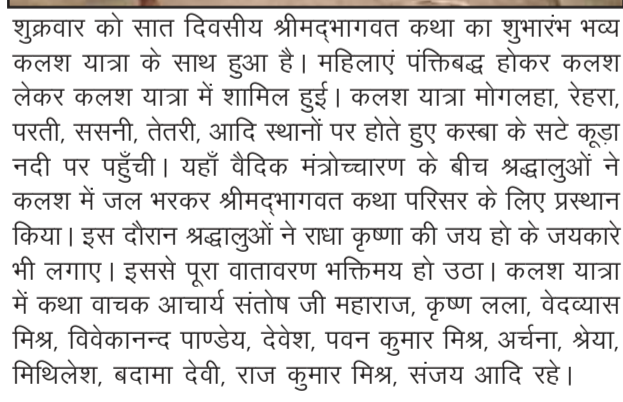 शुक्रवार को सात दिवसीय श्रीमद्भागवत कथा का शुभारंभ भव्य
कलश यात्रा के साथ हुआ है। महिलाएं पंक्तिबद्ध होकर कलश
लेकर कलश यात्रा में शामिल हुई। कलश यात्रा मोगलहा, रेहरा,
परती, ससनी, तेतरी, आदि स्थानों पर होते हुए कस्बा के सटे कूड़ा
नदी पर पहुँची। यहाँ वैदिक मंत्रोच्चारण के बीच श्रद्धालुओं ने
कलश में जल भरकर श्रीमद्भागवत कथा परिसर के लिए प्रस्थान
किया। इस दौरान श्रद्धालुओं ने राधा कृष्णा की जय हो के जयकारे
भी लगाए। इससे पूरा वातावरण भक्तिमय हो उठा। कलश यात्रा
में कथा वाचक आचार्य संतोष जी महाराज, कृष्ण लला, वेदव्यास
मिश्र, विवेकानन्द पाण्डेय, देवेश, पवन कुमार मिश्र, अर्चना, श्रेया,
मिथिलेश, बदामा देवी, राज कुमार मिश्र, संजय आदि रहे।